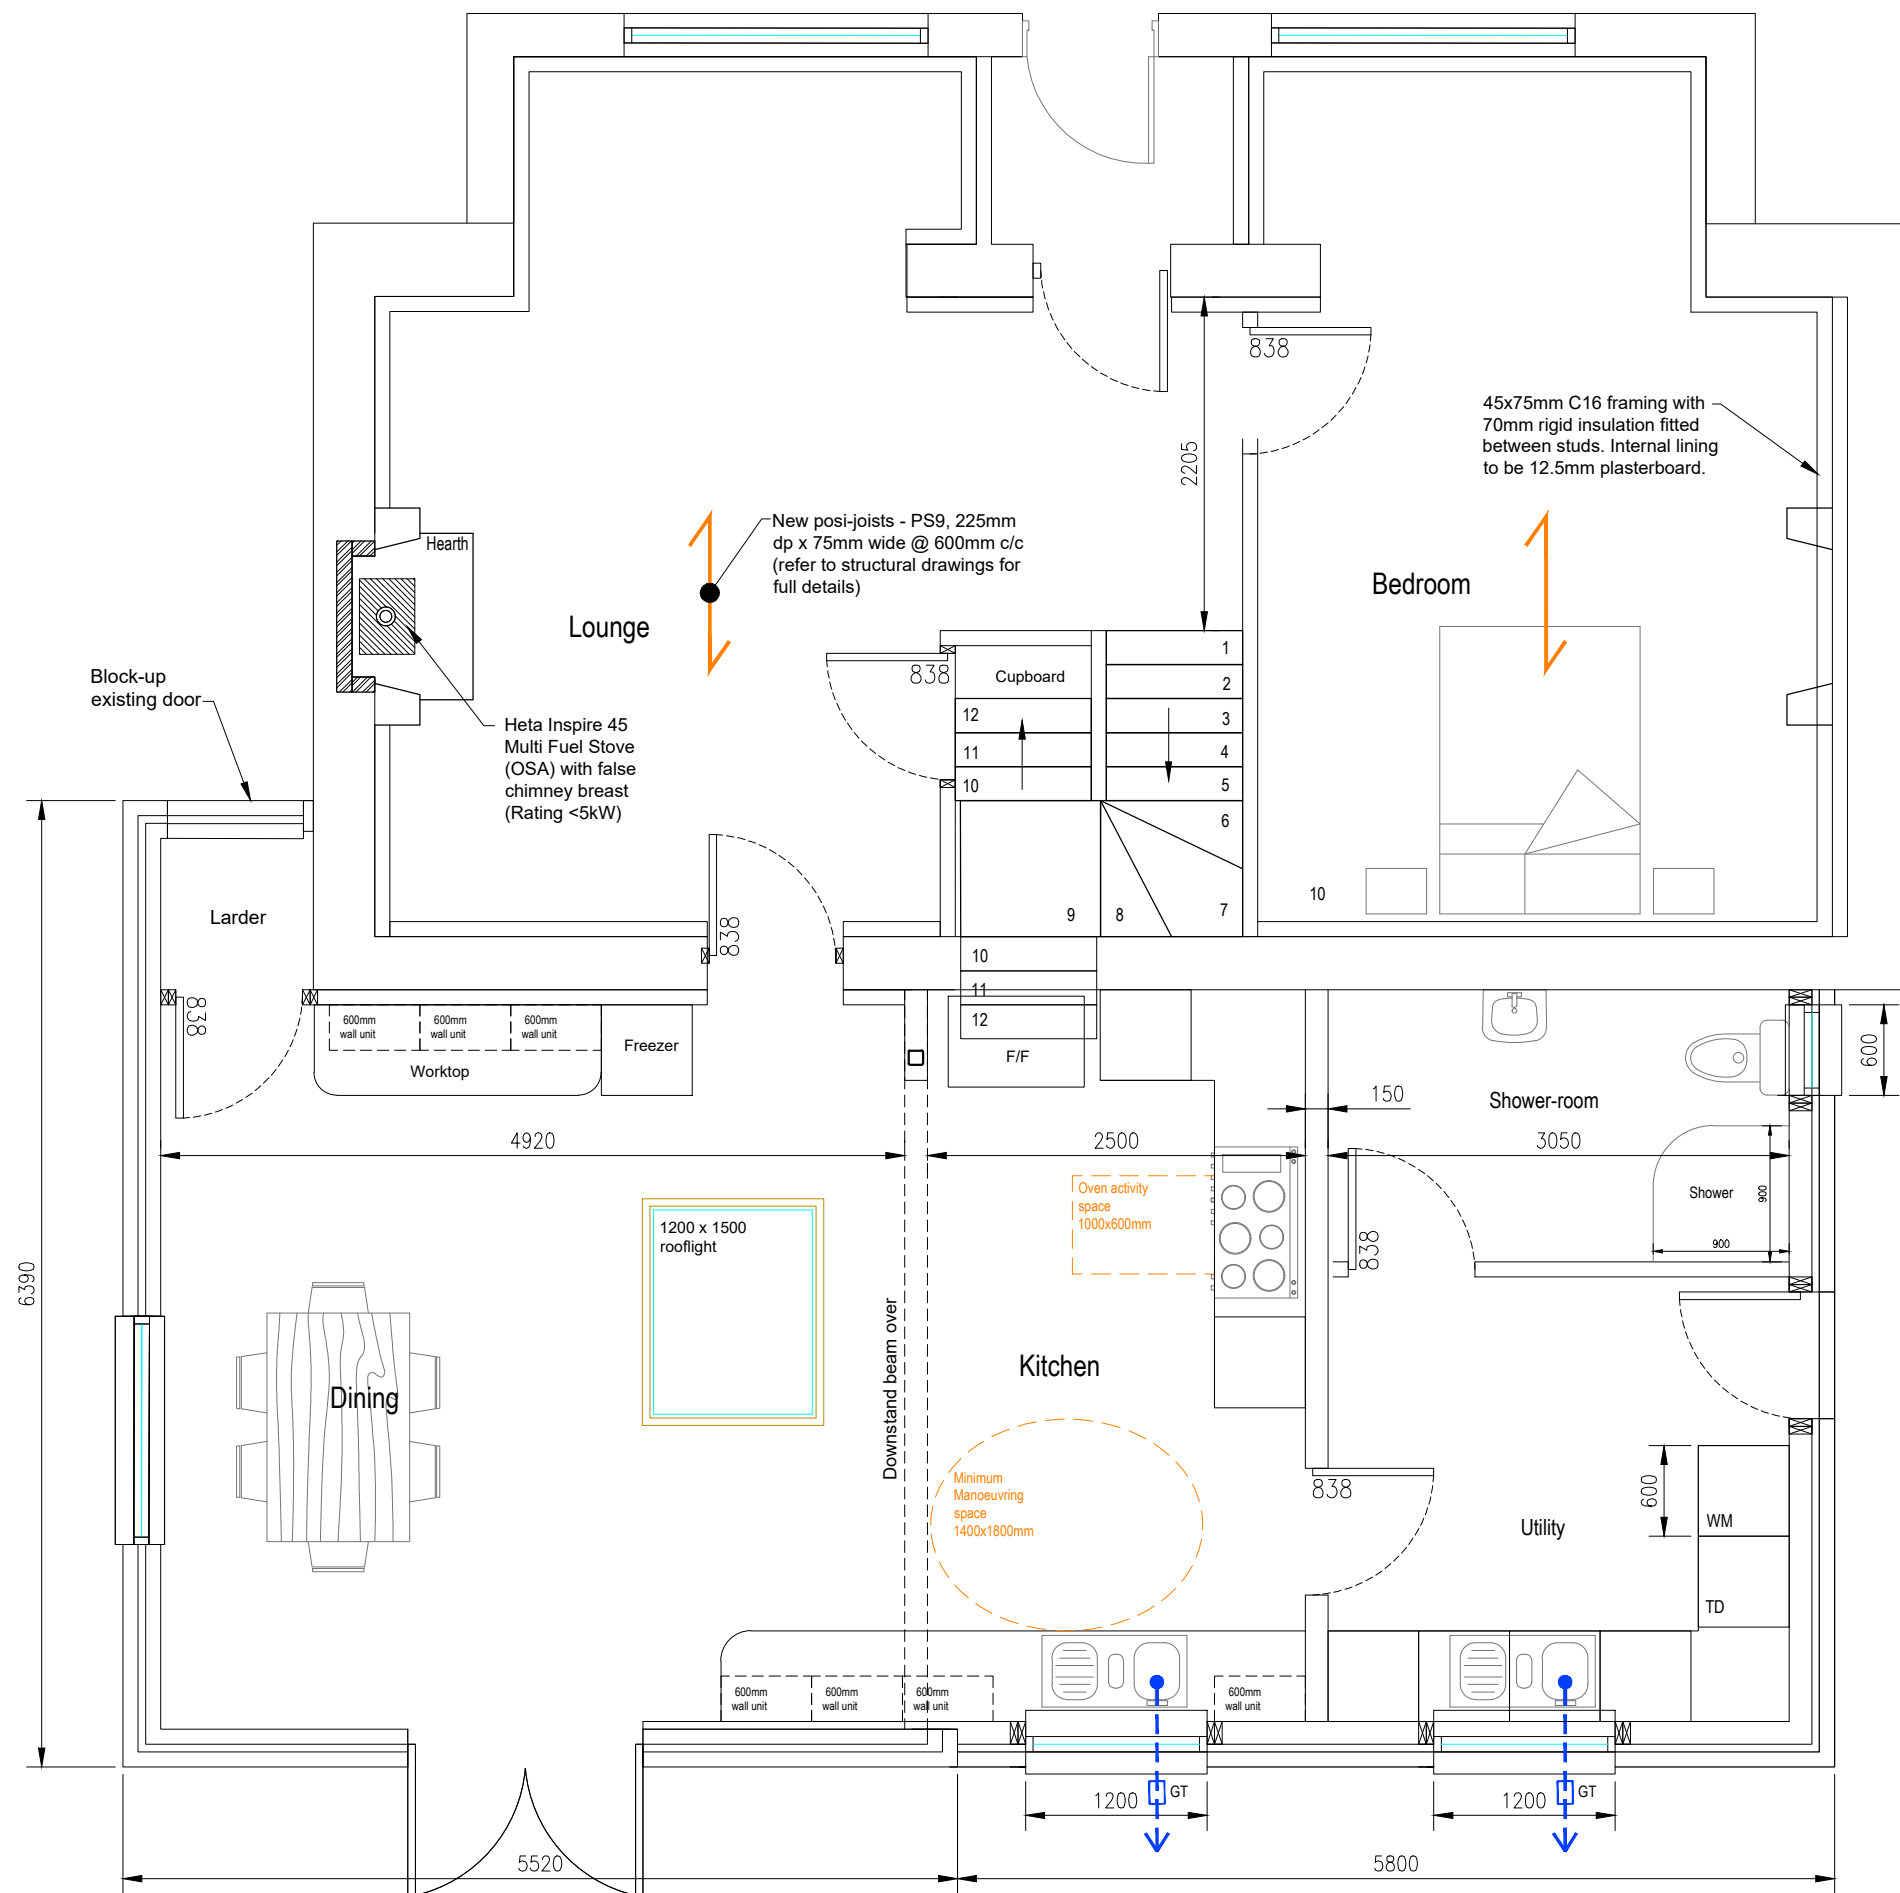 838
45x75mm C16 framing with
70mm rigid insulation fitted
between studs. Internal lining
to be 12.5mm plasterboard.
2205
New posi-joists - PS9, 225mm
dp x 75mm wide @ 600mm c/c
(refer to structural drawings for
full details)
Hearth
Bedroom
Lounge
838
Cupboard
1
2
3
4
5
6
7
8
9
12
11
10
Block-up
existing door
Heta Inspire 45
Multi Fuel Stove
(OSA) with false
chimney breast
(Rating <5kW)
10
Larder
838
10
11
12
838
600mm
wall unit
600mm
wall unit
600mm
wall unit
Freezer
Worktop
F/F
600
Shower-room
150
4920
2500
3050
Oven activity
space
1000x600mm
Shower
900
900
1200 x 1500
rooflight
838
6390
Downstand beam over
Kitchen
Dining
Minimum
Manoeuvring
space
1400x1800mm
838
600
WM
Utility
TD
600mm
wall unit
600mm
wall unit
600mm
wall unit
600mm
wall unit
GT
GT
1200
1200
5520
5800